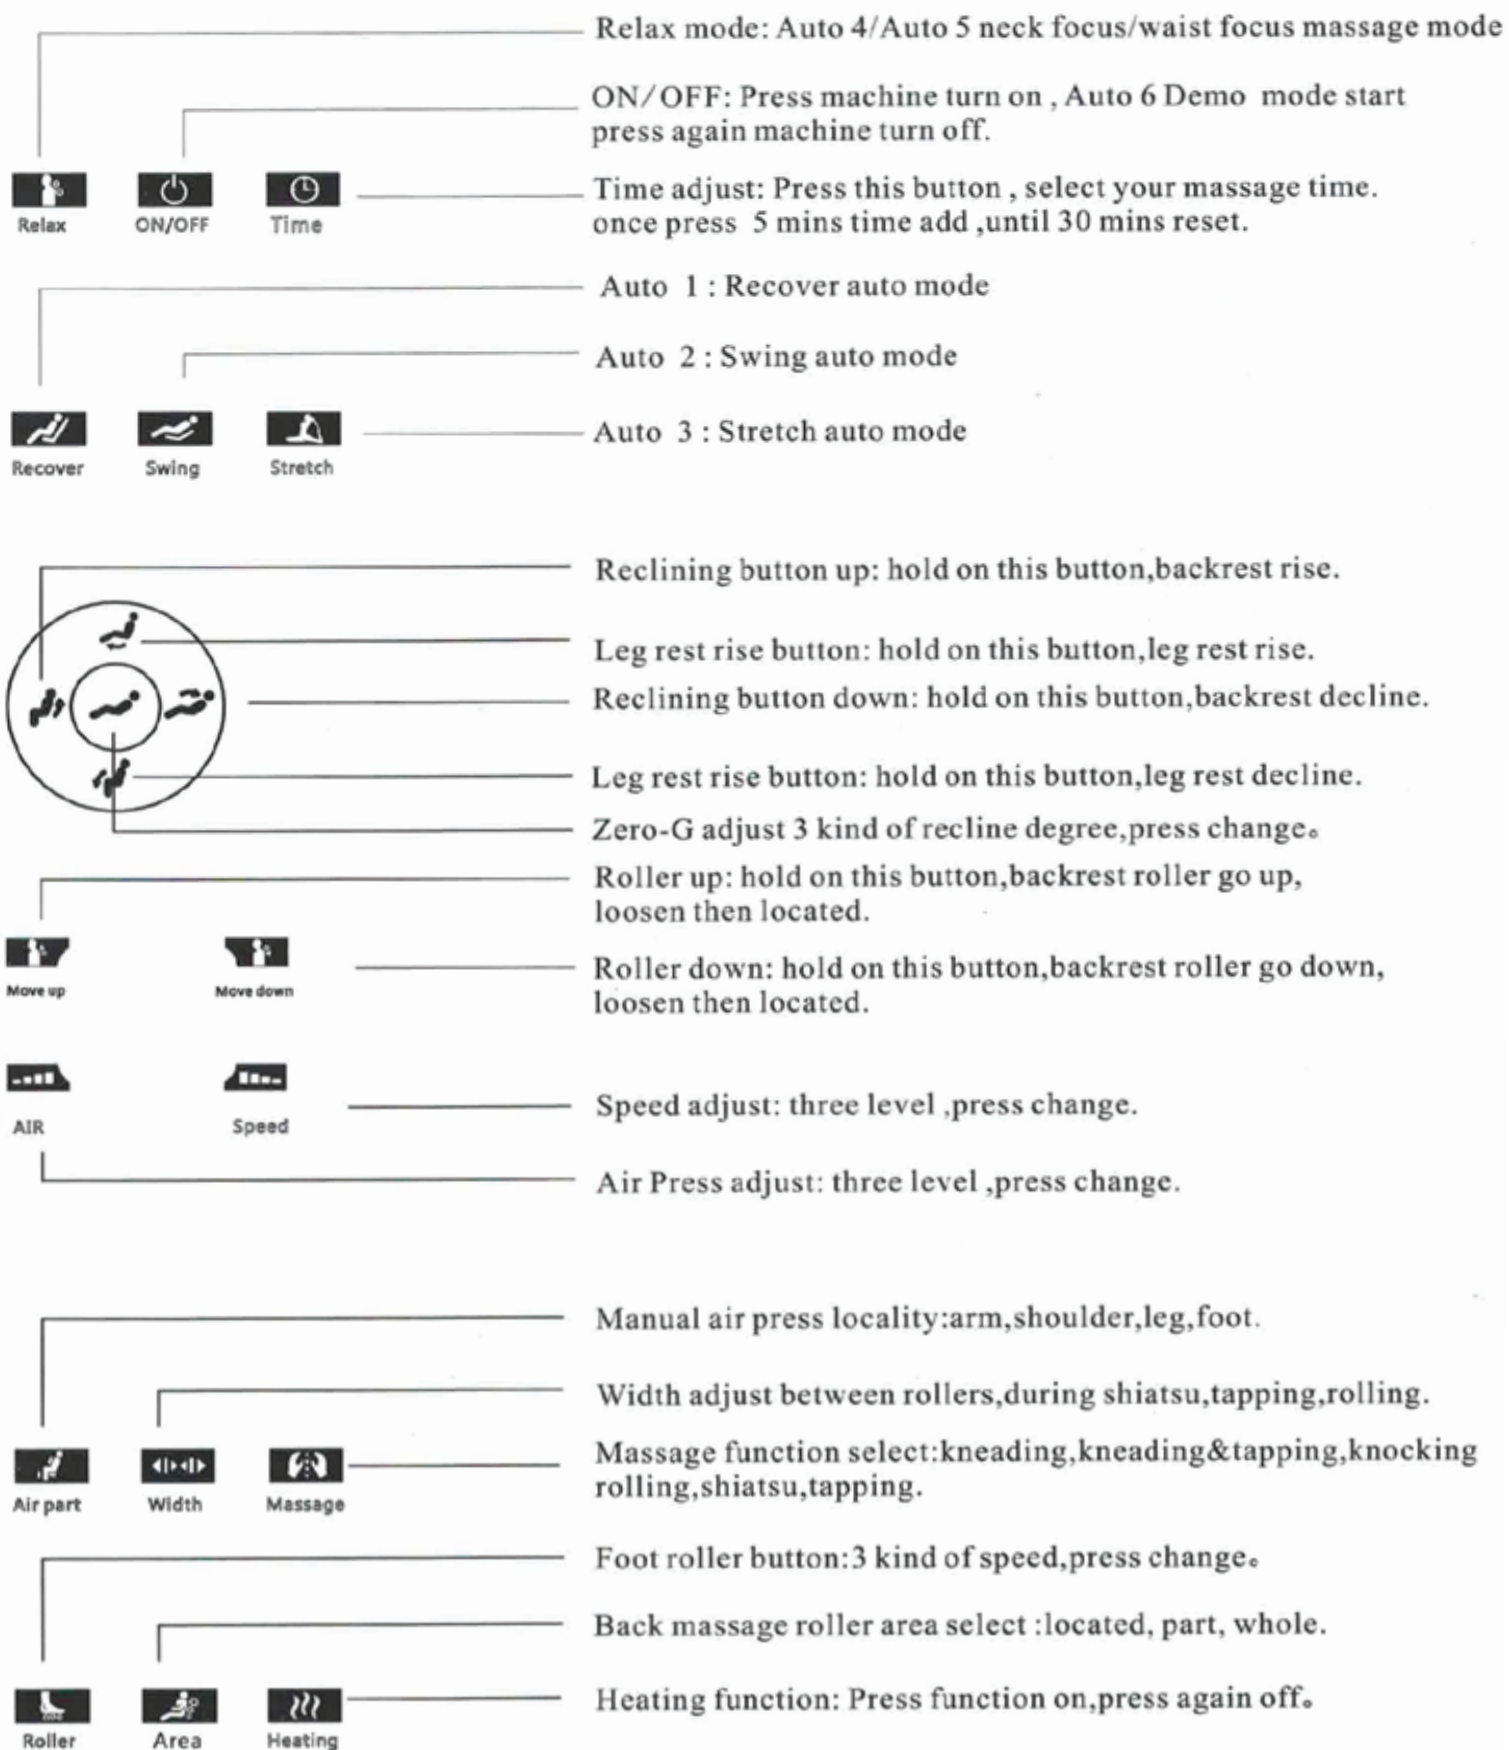 Relax mode: Auto 4/Auto 5 neck focus/waist focus massage mode
ON/OFF: Press machine turn on , Auto 6 Demo mode start
press again machine turn off.
Time adjust: Press this button , select your massage time.
once press 5 mins time add ,until 30 mins reset.
Relax ON/OFF Time
Auto 1 : Recover auto mode
Auto 2 : Swing auto mode
Auto 3 : Stretch auto mode
Recover Swing Stretch
Reclining button up: hold on this button,backrest rise.
Leg rest rise button: hold on this button,leg rest rise.
Reclining button down: hold on this button,backrest decline.
Leg rest rise button: hold on this button,leg rest decline.
Zero-G adjust 3 kind of recline degree,press change。
Roller up: hold on this button,backrest roller go up,
loosen then located.
Move up Move down
Roller down: hold on this button,backrest roller go down,
loosen then located.
Speed adjust: three level ,press change.
AIR Speed
Air Press adjust: three level ,press change.
Manual air press locality:arm,shoulder,leg,foot.
Width adjust between rollers,during shiatsu,tapping,rolling.
Massage function select:kneading,kneading&tapping,knocking
rolling,shiatsu,tapping.
Air part Width Massage
Foot roller button:3 kind of speed,press change。
Back massage roller area select :located, part, whole.
Heating function: Press function on,press again off。
Roller Area Heating